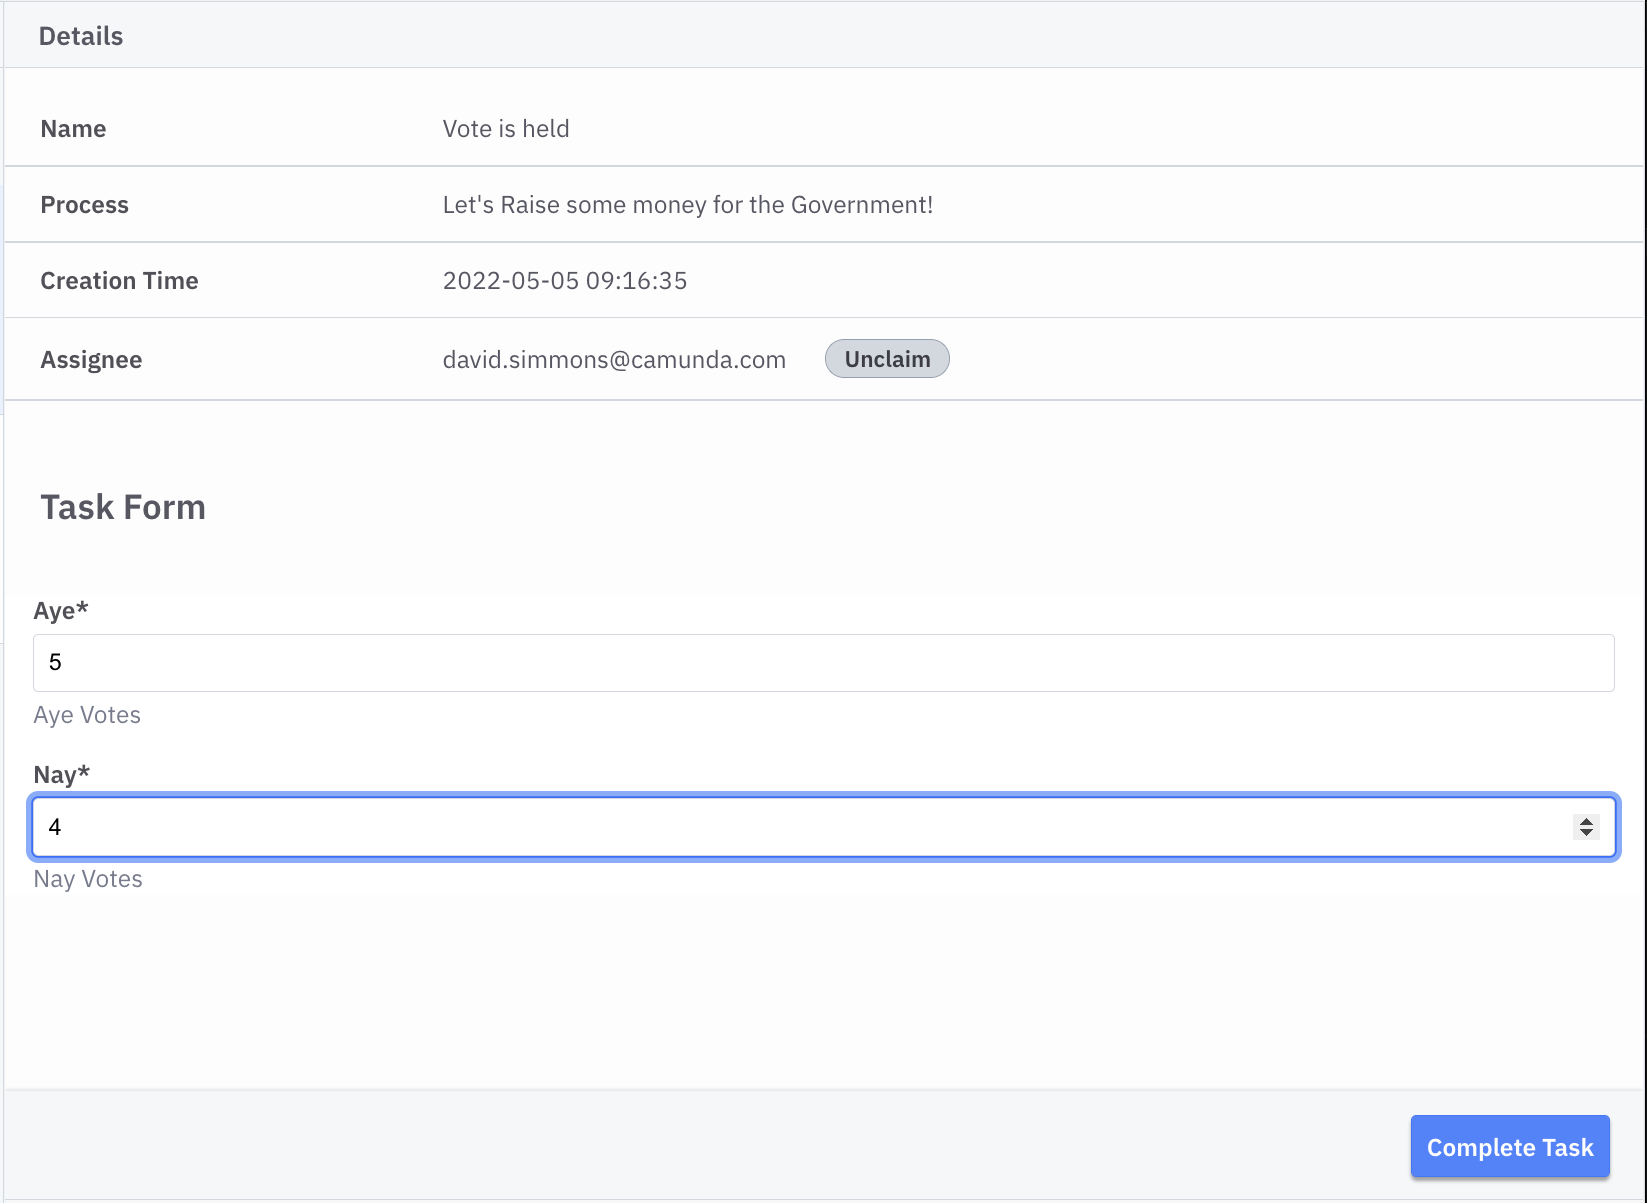 Details
Name Vote is held
Process Let's Raise some money for the Government!
Creation Time 2022-05-05 09:16:35
Assignee david.simmons@camunda.com Unclaim
Task Form
Aye*
5
Aye Votes
Nay*
4
Nay Votes
Complete Task